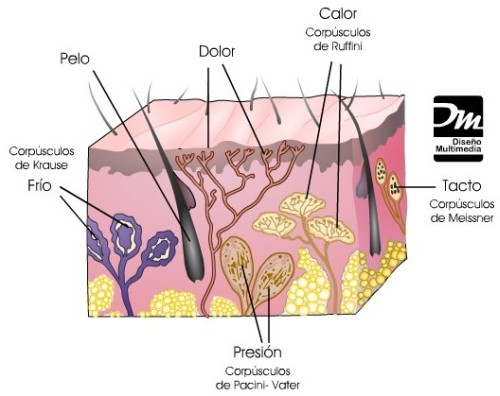 Calor
Corpúsculos
de Ruffini
Dolor
Pelo
Dm
Diseño
Multimedia
Corpúsculos
de Krause
Frío
Tacto
Corpúsculos
de Meissner
Presión
Corpúsculos
de Pacini- Vater